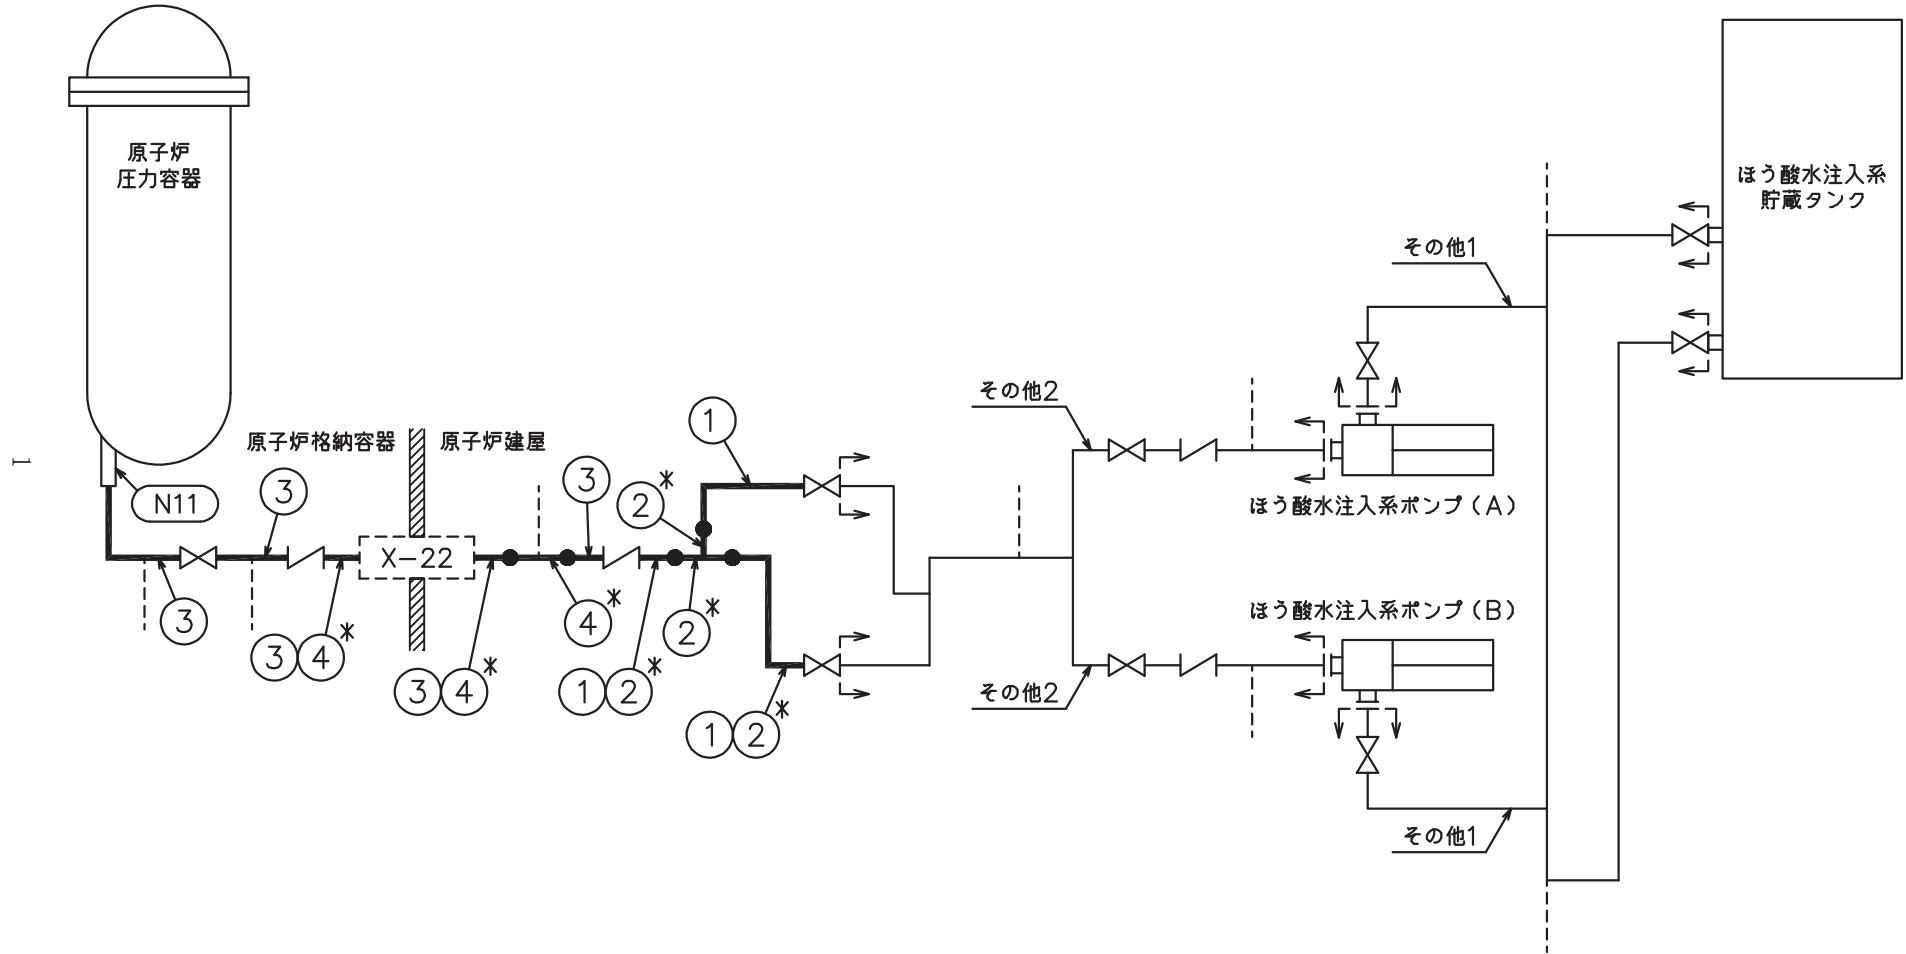 原子炉
圧力容器
ほう酸水注入系
貯蔵タンク
その他1
その他2
1
原子炉格納容器
原子炉建屋
N11
3
3
2*
1
ほう酸水注入系ポンプ（A）
X-22
3
3 4*
4*
2*
3 4*
1 2*
1 2*
その他2
ほう酸水注入系ポンプ（B）
その他1
1